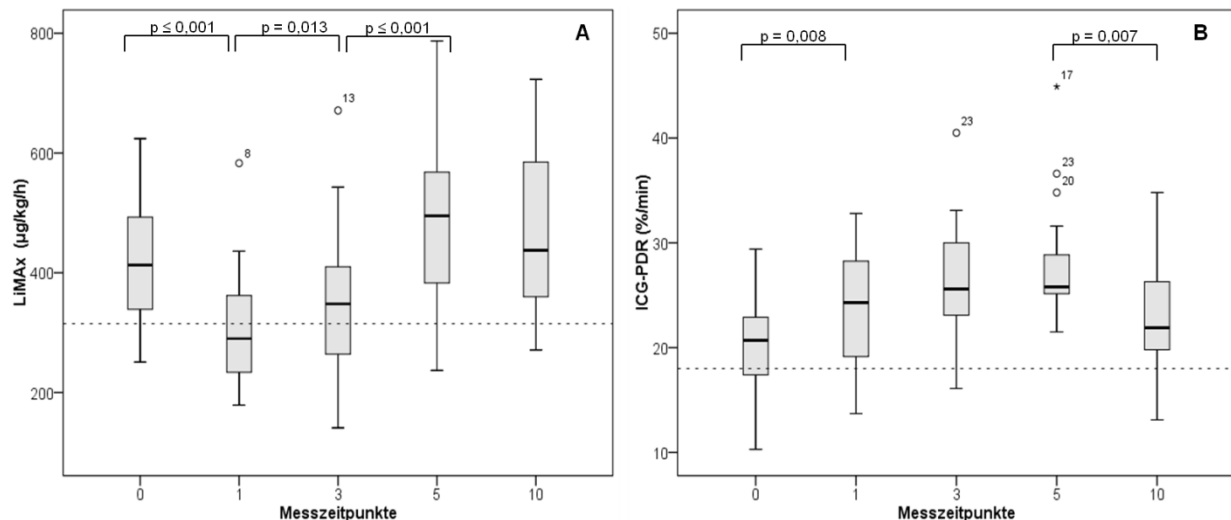 p ≤ 0,001 p = 0,013 p ≤ 0,001
A
800
600
400
200
LiMAx (µg/kg/h)
8
13
0 1 3 5 10
Messzeitpunkte
p = 0,008 p = 0,007
B
50
40
30
20
10
ICG-PDR (%/min)
23
17
23
20
0 1 3 5 10
Messzeitpunkte